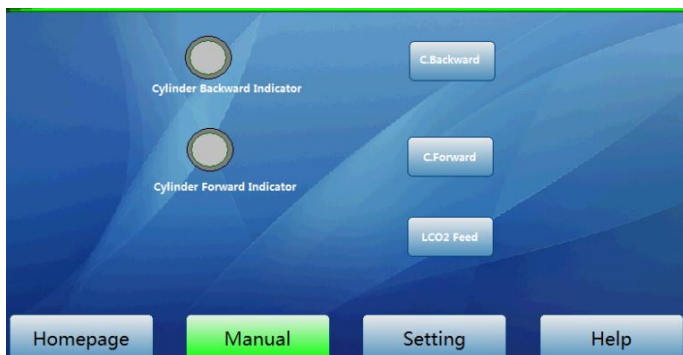 C.Backward
Cylinder Backward Indicator
C.Forward
Cylinder Forward Indicator
LCO2 Feed
Homepage
Manual
Setting
Help